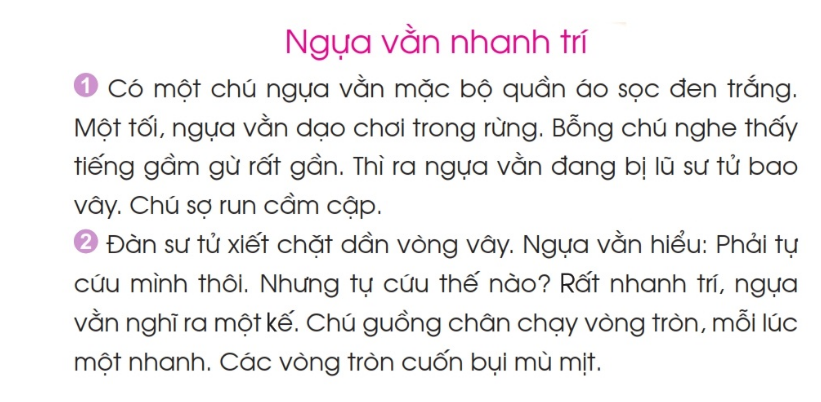 Ngựa vằn nhanh trí
1 Có một chú ngựa vằn mặc bộ quần áo sọc đen trắng.
Một tối, ngựa vằn dạo chơi trong rừng. Bỗng chú nghe thấy
tiếng gầm gừ rất gần. Thì ra ngựa vằn đang bị lũ sư tử bao
vây. Chú sợ run cầm cập.
2 Đàn sư tử xiết chặt dần vòng vây. Ngựa vằn hiểu: Phải tự
cứu mình thôi. Nhưng tự cứu thế nào? Rất nhanh trí, ngựa
vằn nghĩ ra một kế. Chú guồng chân chạy vòng tròn, mỗi lúc
một nhanh. Các vòng tròn cuốn bụi mù mịt.